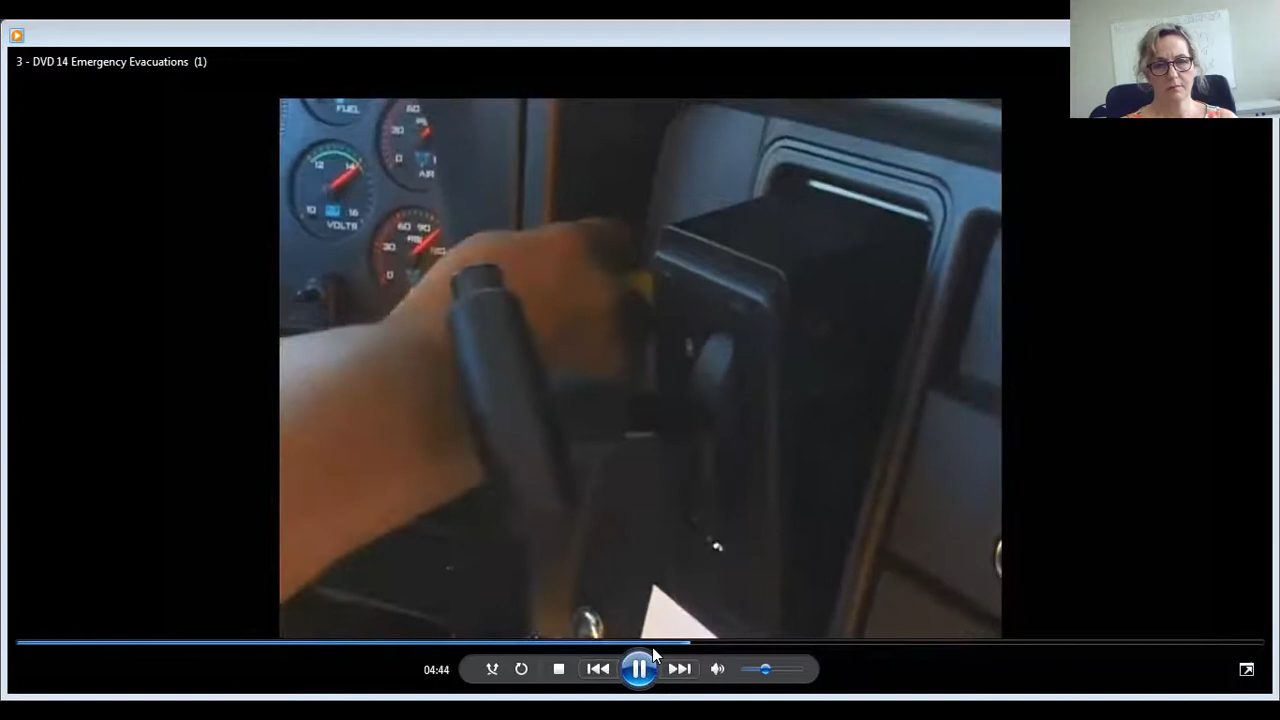 3 - DVD 14 Emergency Evacuations (1)
FUEL
60
30
0
AIR
12
14
10
16
VOLTS
60 90
30
0
04:44